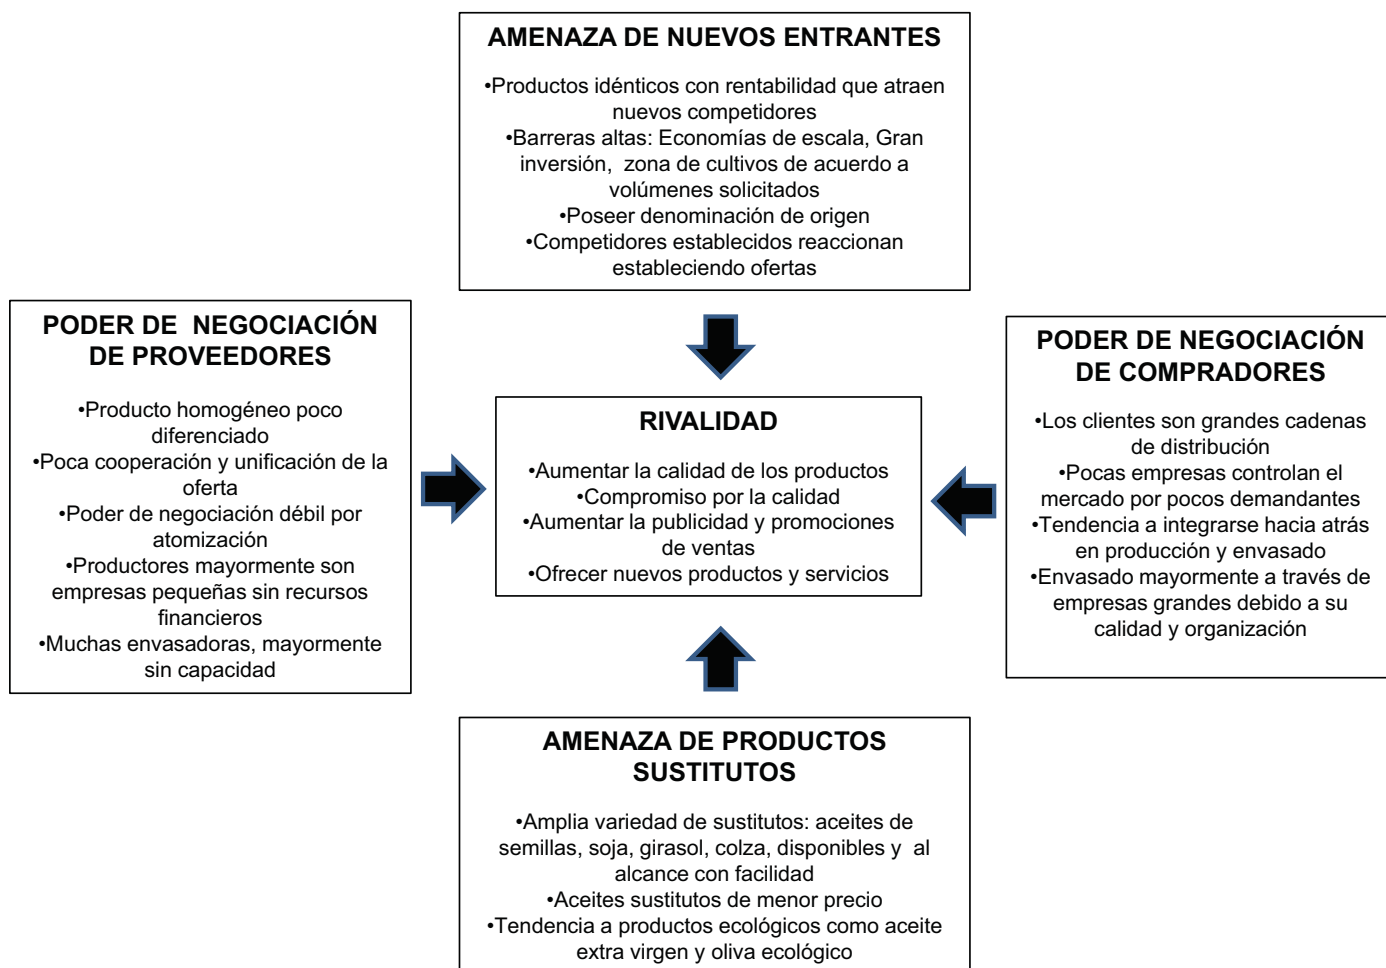 AMENAZA DE NUEVOS ENTRANTES
•Productos idénticos con rentabilidad que atraen
nuevos competidores
•Barreras altas: Economías de escala, Gran
inversión,  zona de cultivos de acuerdo a
volúmenes solicitados
•Poseer denominación de origen
•Competidores establecidos reaccionan
estableciendo ofertas
PODER DE  NEGOCIACIÓN
DE PROVEEDORES
•Producto homogéneo poco
diferenciado
•Poca cooperación y unificación de la
oferta
•Poder de negociación débil por
atomización
•Productores mayormente son
empresas pequeñas sin recursos
financieros
•Muchas envasadoras, mayormente
sin capacidad
RIVALIDAD
•Aumentar la calidad de los productos
•Compromiso por la calidad
•Aumentar la publicidad y promociones
de ventas
•Ofrecer nuevos productos y servicios
PODER DE NEGOCIACIÓN
DE COMPRADORES
•Los clientes son grandes cadenas
de distribución
•Pocas empresas controlan el
mercado por pocos demandantes
•Tendencia a integrarse hacia atrás
en producción y envasado
•Envasado mayormente a través de
empresas grandes debido a su
calidad y organización
AMENAZA DE PRODUCTOS
SUSTITUTOS
•Amplia variedad de sustitutos: aceites de
semillas, soja, girasol, colza, disponibles y  al
alcance con facilidad
•Aceites sustitutos de menor precio
•Tendencia a productos ecológicos como aceite
extra virgen y oliva ecológico